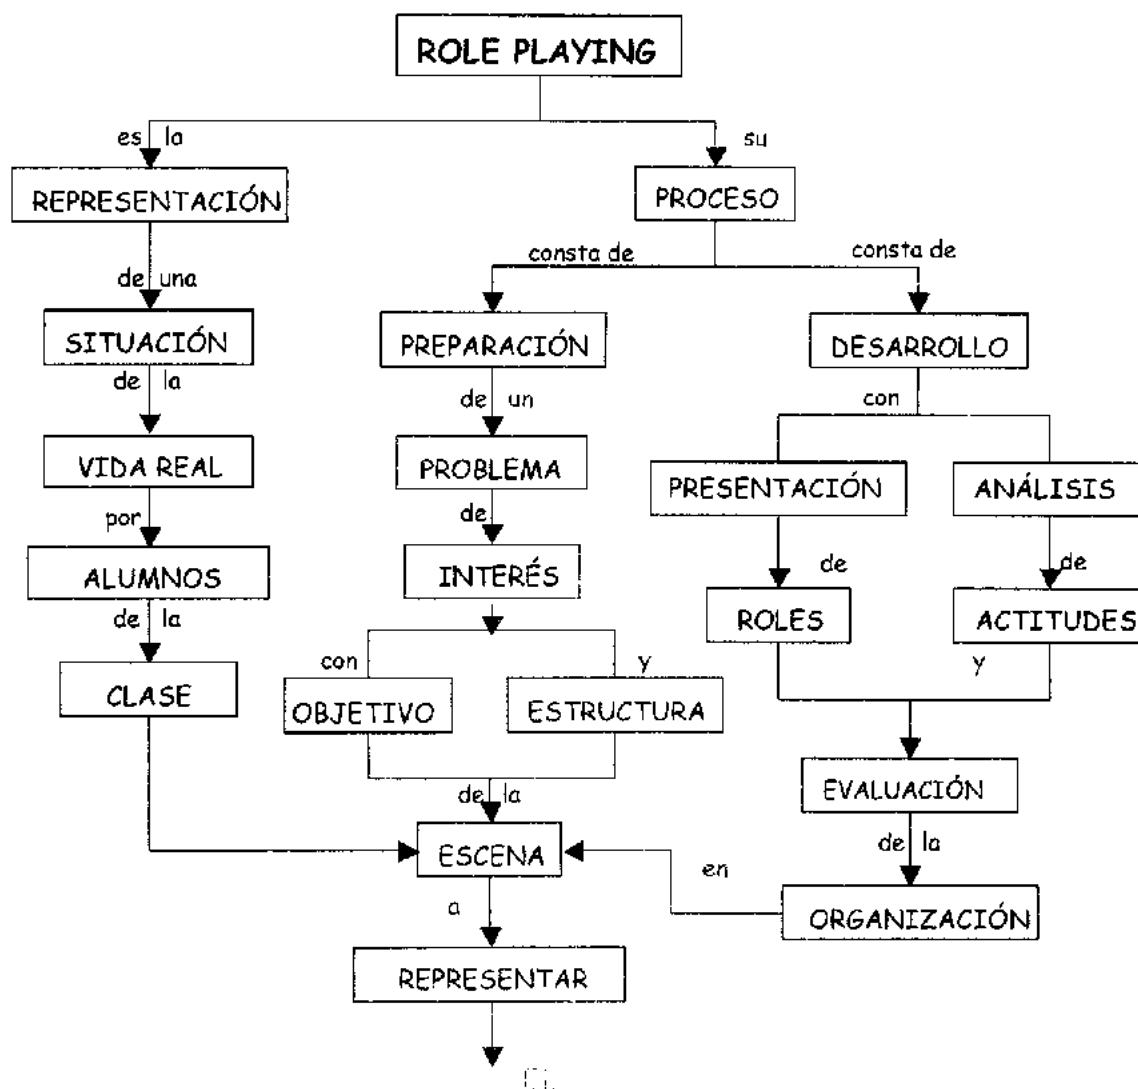 ROLE PLAYING
es la
su
REPRESENTACIÓN
PROCESO
consta de
consta de
de una
SITUACIÓN
PREPARACIÓN
DESARROLLO
de la
de un
con
VIDA REAL
PROBLEMA
PRESENTACIÓN
ANÁLISIS
por
de
de
de
ALUMNOS
INTERÉS
ROLES
ACTITUDES
de la
con
y
y
CLASE
OBJETIVO
ESTRUCTURA
EVALUACIÓN
de la
de la
ESCENA
en
a
ORGANIZACIÓN
REPRESENTAR